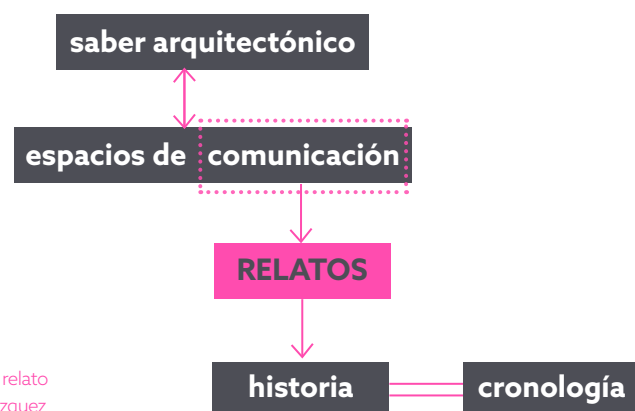 saber arquitectónico
espacios de comunicación
RELATOS
relato
historia
cronología